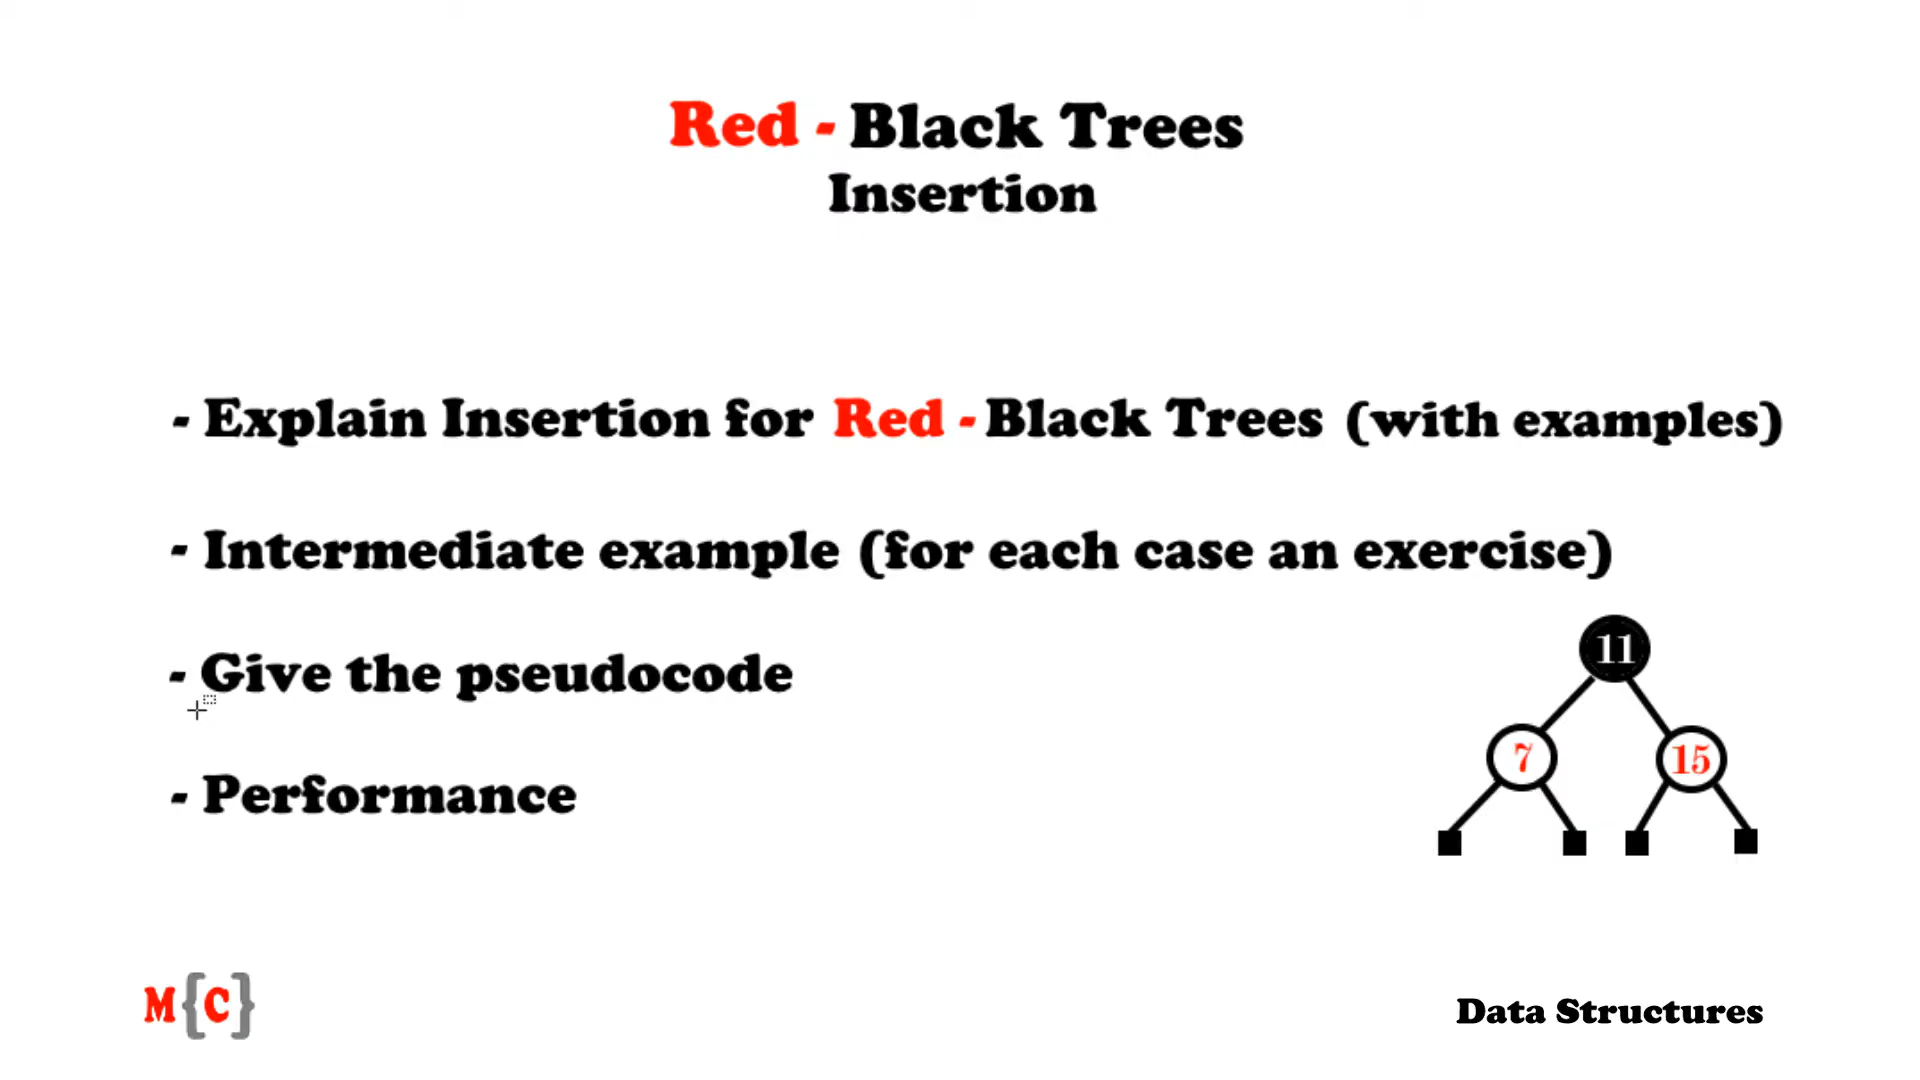 Red - Black Trees
Insertion
- Explain Insertion for Red - Black Trees (with examples)
- Intermediate example (for each case an exercise)
- Give the pseudocode
- Performance
11
7
15
M{C}
Data Structures